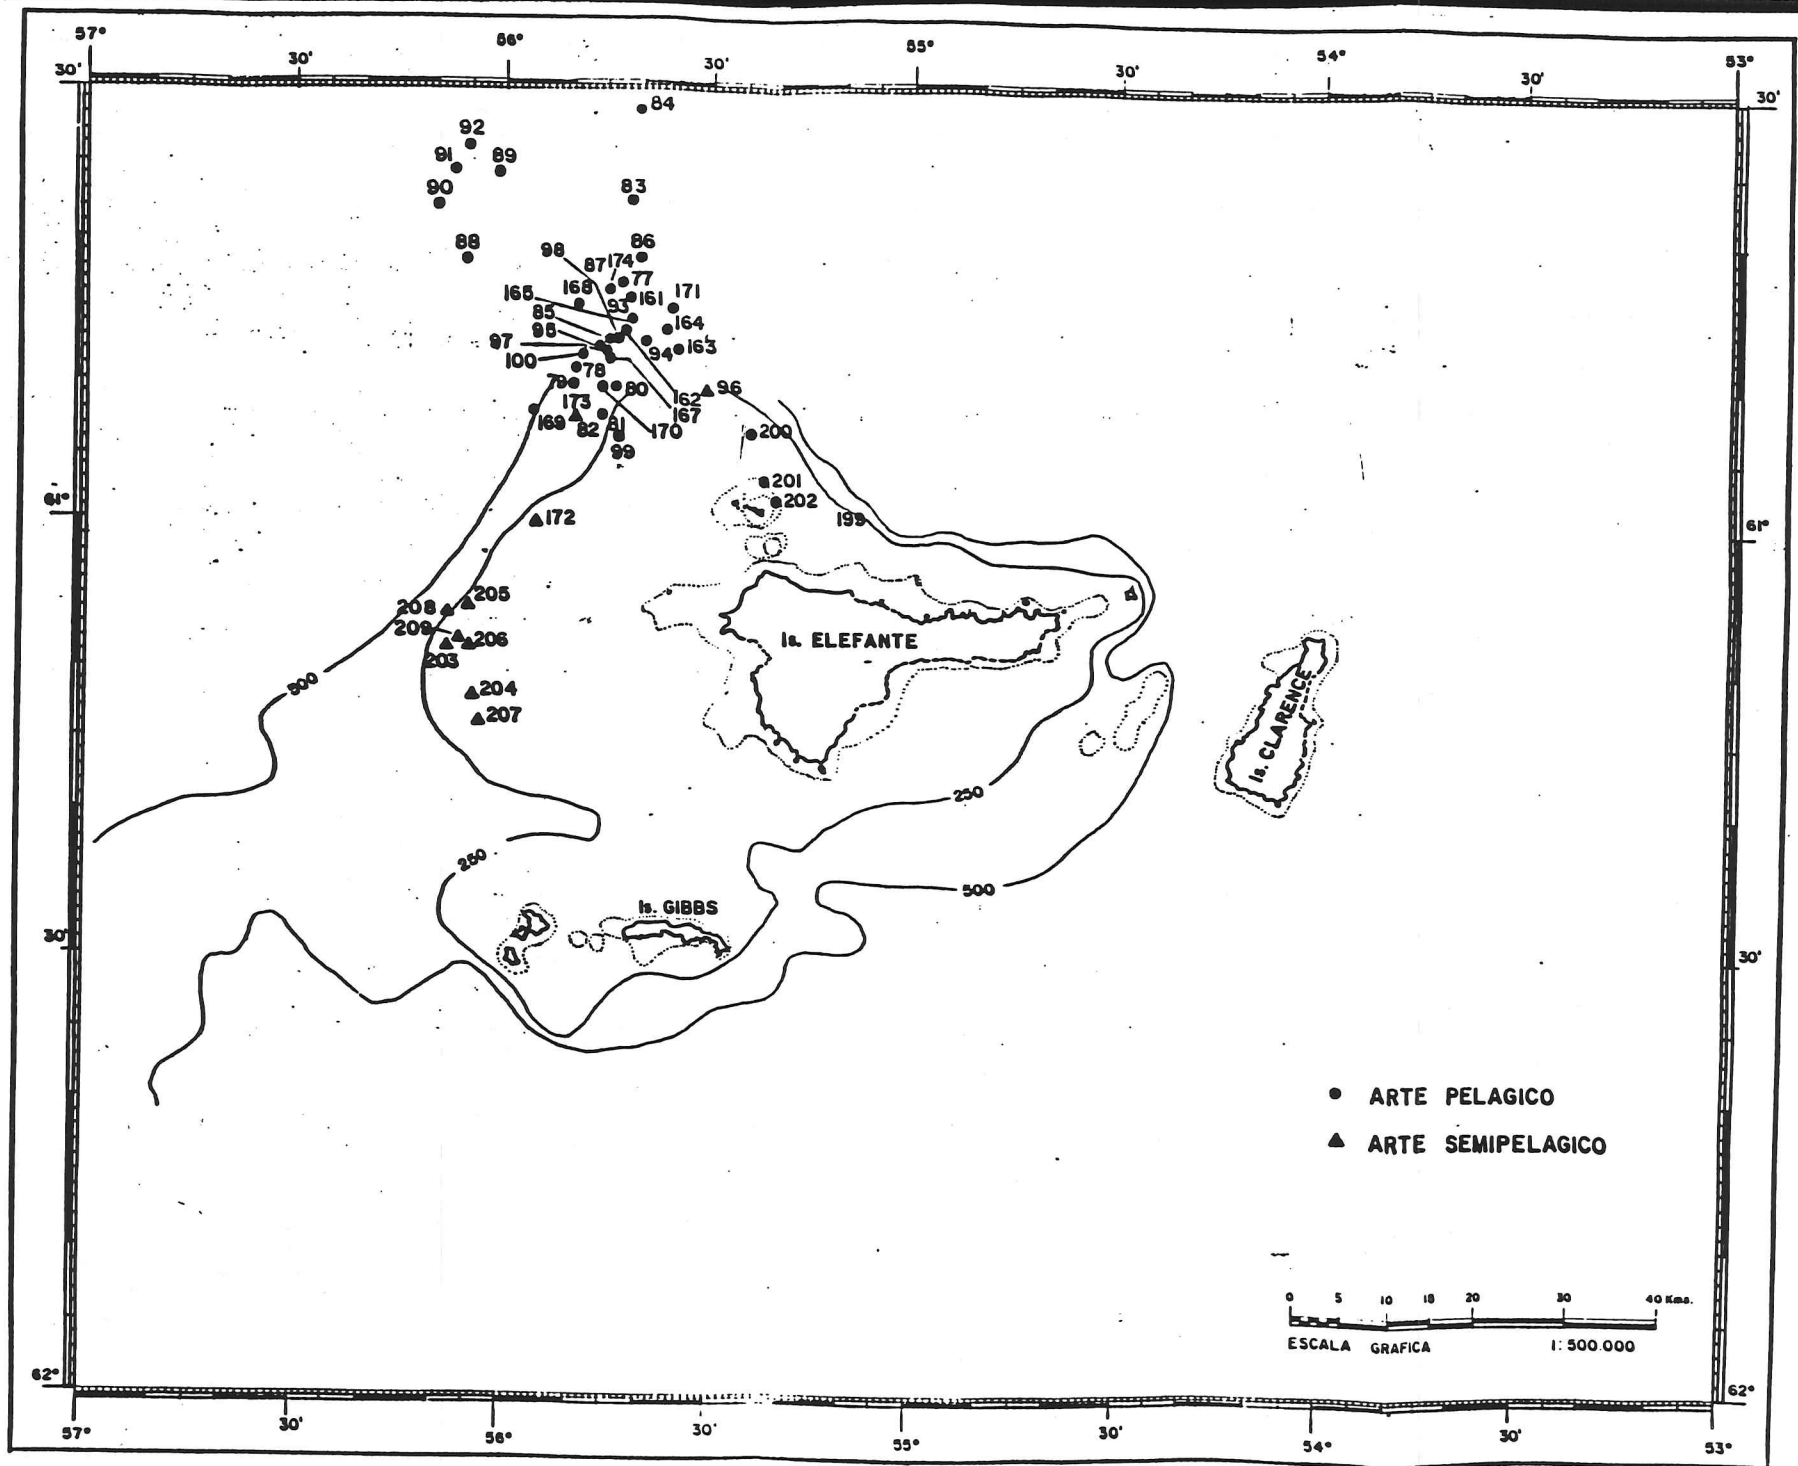 57° 56° 55° 54° 53°
30' 30' 30' 30'
30' 30'
84
92
91 89
90 83
88 98 86
87 174
77
168 161 171
165 93
85 164
95
97 94 163
100
79 78 80 96
173 162
167
169 82 81 170 200
99
201
202
61° 172 199 61°
208 205
209 206
203
Is. ELEFANTE
204
207
500
Is. CLARENCE
250
250
500
Is. GIBBS
30' 30'
● ARTE PELAGICO
▲ ARTE SEMIPELAGICO
0 5 10 15 20 30 40 Kms.
ESCALA GRAFICA 1:500.000
62° 62°
57° 30' 56° 30' 55° 30' 54° 30' 53°